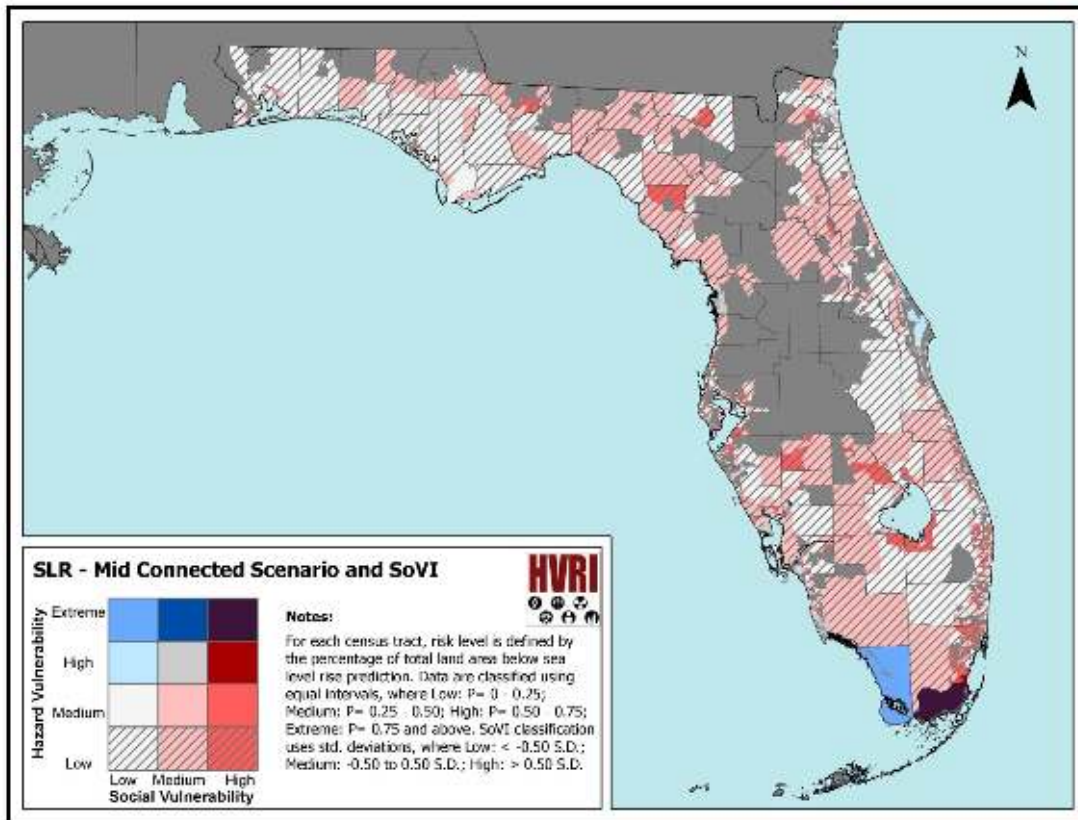 N
SLR - Mid Connected Scenario and SoVI
HVRI
Hazard Vulnerability
Extreme
High
Medium
Low
Low Medium High
Social Vulnerability
Notes:
For each census tract, risk level is defined by
the percentage of total land area below sea
level rise prediction. Data are classified using
equal intervals, where Low: P= 0 - 0.25;
Medium: P= 0.25 - 0.50; High: P= 0.50 - 0.75;
Extreme: P= 0.75 and above. SoVI classification
uses std. deviations, where Low: < -0.50 S.D.;
Medium: -0.50 to 0.50 S.D.; High: > 0.50 S.D.